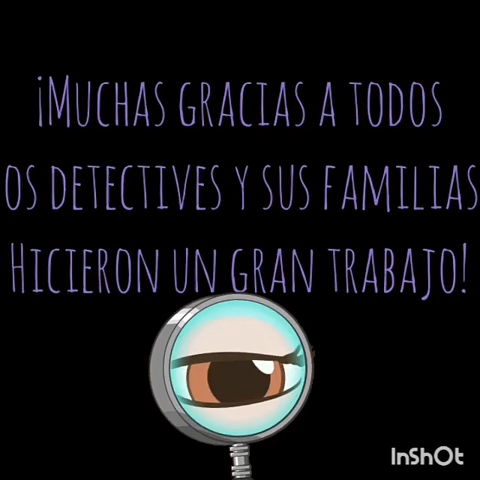 ¡Muchas gracias a todos
os detectives y sus familias
Hicieron un gran trabajo!
InShOt